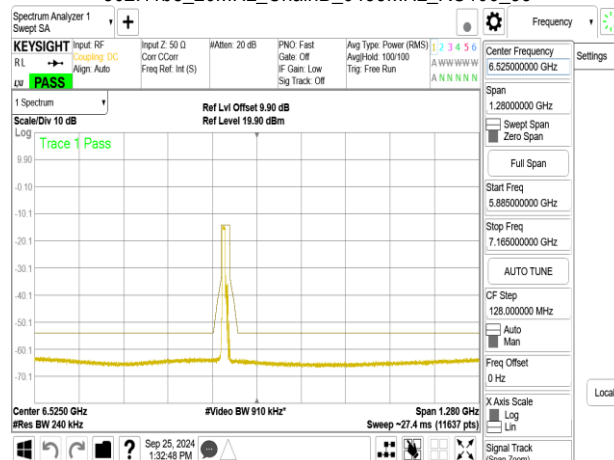 Spectrum Analyzer 1
Swept SA
Frequency
KEYSIGHT
RL
LXI
PASS
Input: RF
Coupling: DC
Align: Auto
Input Z: 50 Ω
Corr CCorr
Freq Ref: Int (S)
#Atten: 20 dB
PNO: Fast
Gate: Off
IF Gain: Low
Sig Track: Off
Avg Type: Power (RMS)
Avg|Hold: 100/100
Trig: Free Run
1 2 3 4 5 6
A W W W W W
A N N N N N
1 Spectrum
Scale/Div 10 dB
Ref Lvl Offset 9.90 dB
Ref Level 19.90 dBm
Log
Trace 1 Pass
9.90
-0.10
-10.1
-20.1
-30.1
-40.1
-50.1
-60.1
-70.1
Center 6.5250 GHz
#Res BW 240 kHz
#Video BW 910 kHz*
Span 1.280 GHz
Sweep ~27.4 ms (11637 pts)
Sep 25, 2024
1:32:48 PM
Center Frequency
6.525000000 GHz
Settings
Span
1.28000000 GHz
Swept Span
Zero Span
Full Span
Start Freq
5.885000000 GHz
Stop Freq
7.165000000 GHz
AUTO TUNE
CF Step
128.000000 MHz
Auto
Man
Freq Offset
0 Hz
X Axis Scale
Log
Lin
Local
Signal Track
(Span Zoom)